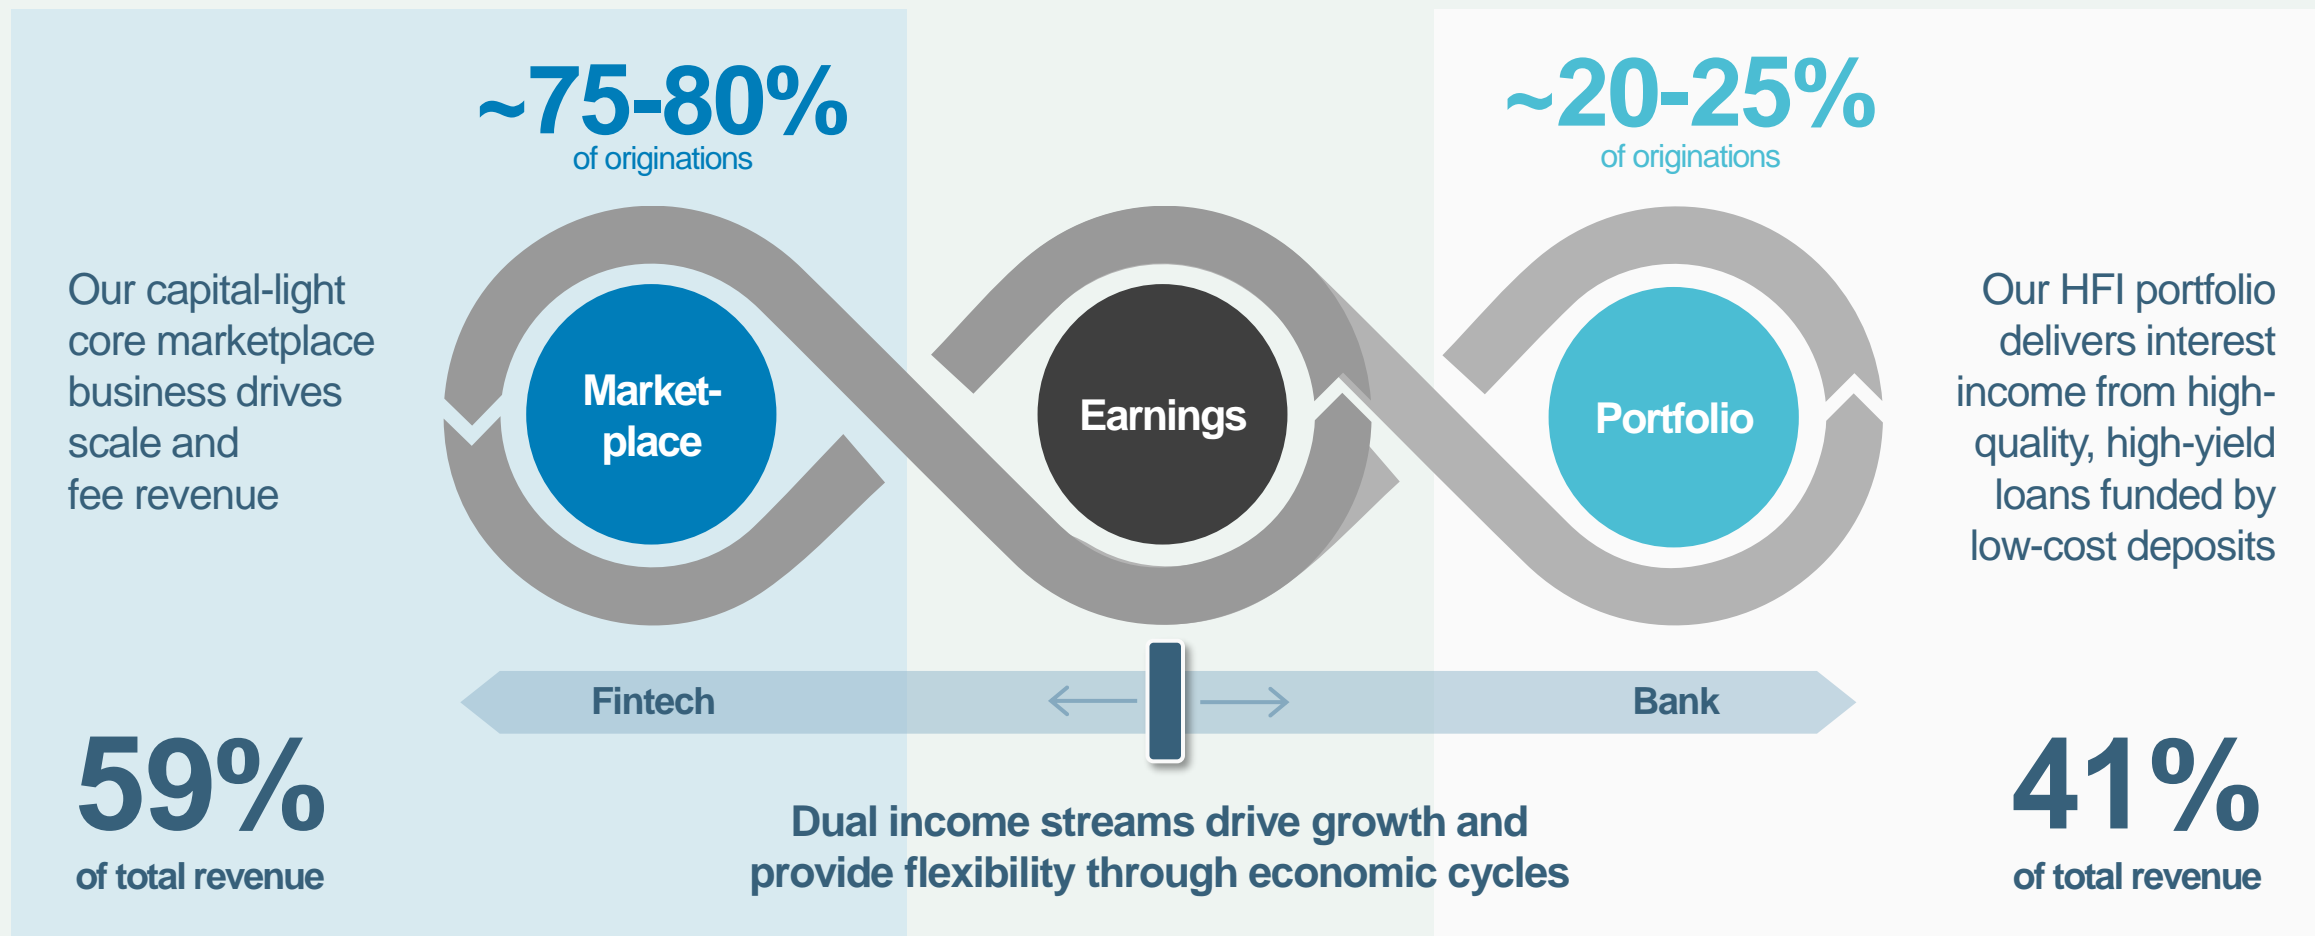 ~75-80%
of originations
~20-25%
of originations
Our capital-light
core marketplace
business drives
scale and
fee revenue
Market-
place
Earnings
Portfolio
Our HFI portfolio
delivers interest
income from high-
quality, high-yield
loans funded by
low-cost deposits
Fintech
Bank
59%
of total revenue
Dual income streams drive growth and
provide flexibility through economic cycles
41%
of total revenue